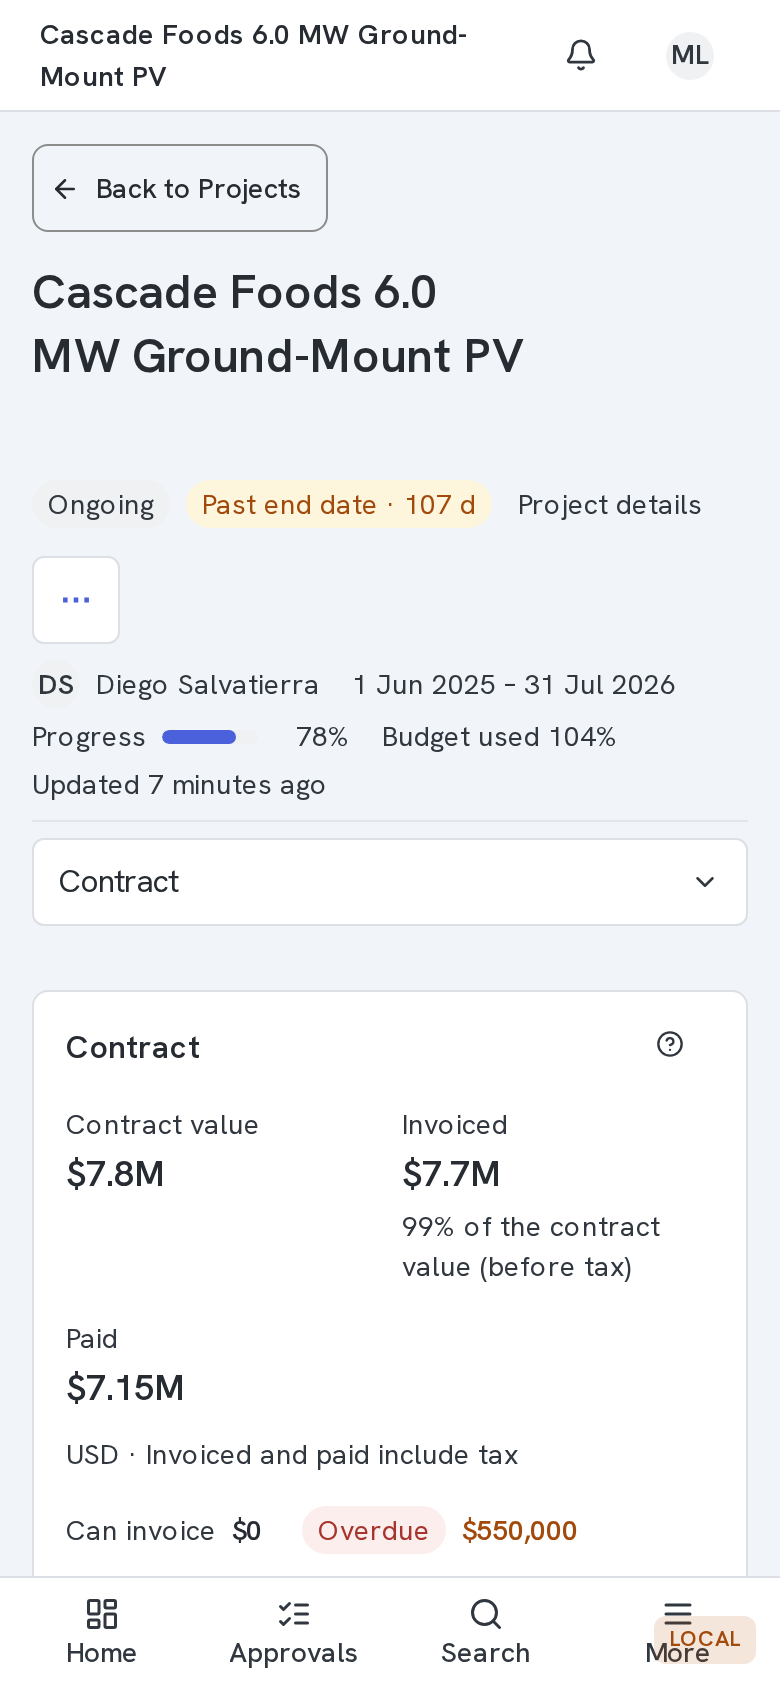 Cascade Foods 6.0 MW Ground-
Mount PV
ML
Back to Projects
Cascade Foods 6.0
MW Ground-Mount PV
Ongoing
Past end date · 107 d
Project details
...
DS Diego Salvatierra 1 Jun 2025 – 31 Jul 2026
Progress 78% Budget used 104%
Updated 7 minutes ago
Contract
Contract
Contract value
$7.8M
Invoiced
$7.7M
99% of the contract
value (before tax)
Paid
$7.15M
USD · Invoiced and paid include tax
Can invoice $0 Overdue $550,000
Home
Approvals
Search
More
LOCAL